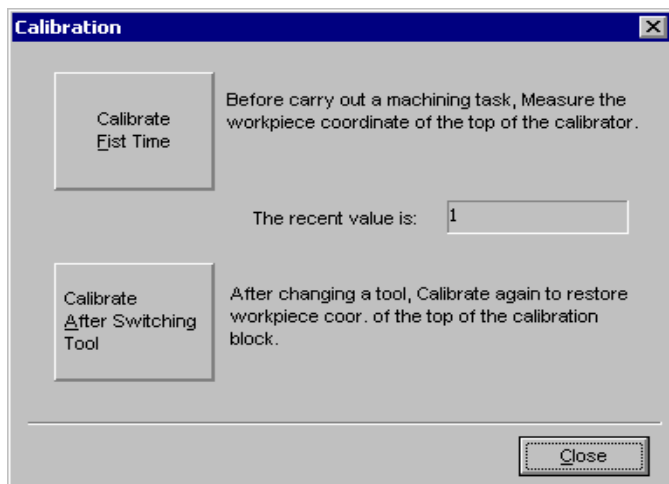 Calibration
Calibrate
Fist Time
Before carry out a machining task, Measure the
workpiece coordinate of the top of the calibrator.
The recent value is:
1
Calibrate
After Switching
Tool
After changing a tool, Calibrate again to restore
workpiece coor. of the top of the calibration
block.
Close